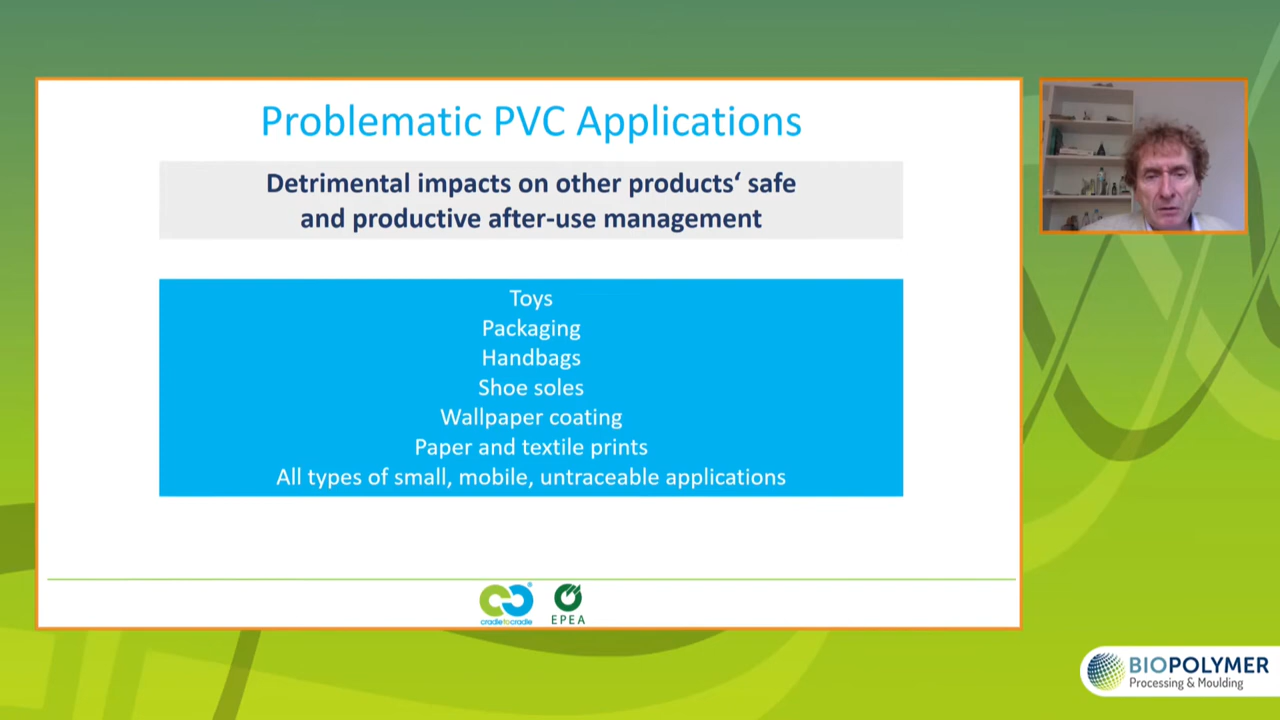 Problematic PVC Applications
Detrimental impacts on other products‘ safe
and productive after-use management
Toys
Packaging
Handbags
Shoe soles
Wallpaper coating
Paper and textile prints
All types of small, mobile, untraceable applications
cradletocradle®
EPEA
BIOPOLYMER
Processing & Moulding